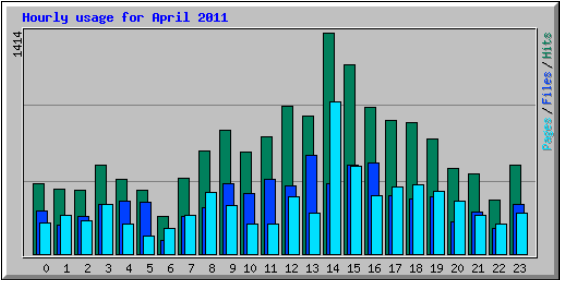 Hourly usage for April 2011
1414
Pages / Files / Hits
0 1 2 3 4 5 6 7 8 9 10 11 12 13 14 15 16 17 18 19 20 21 22 23